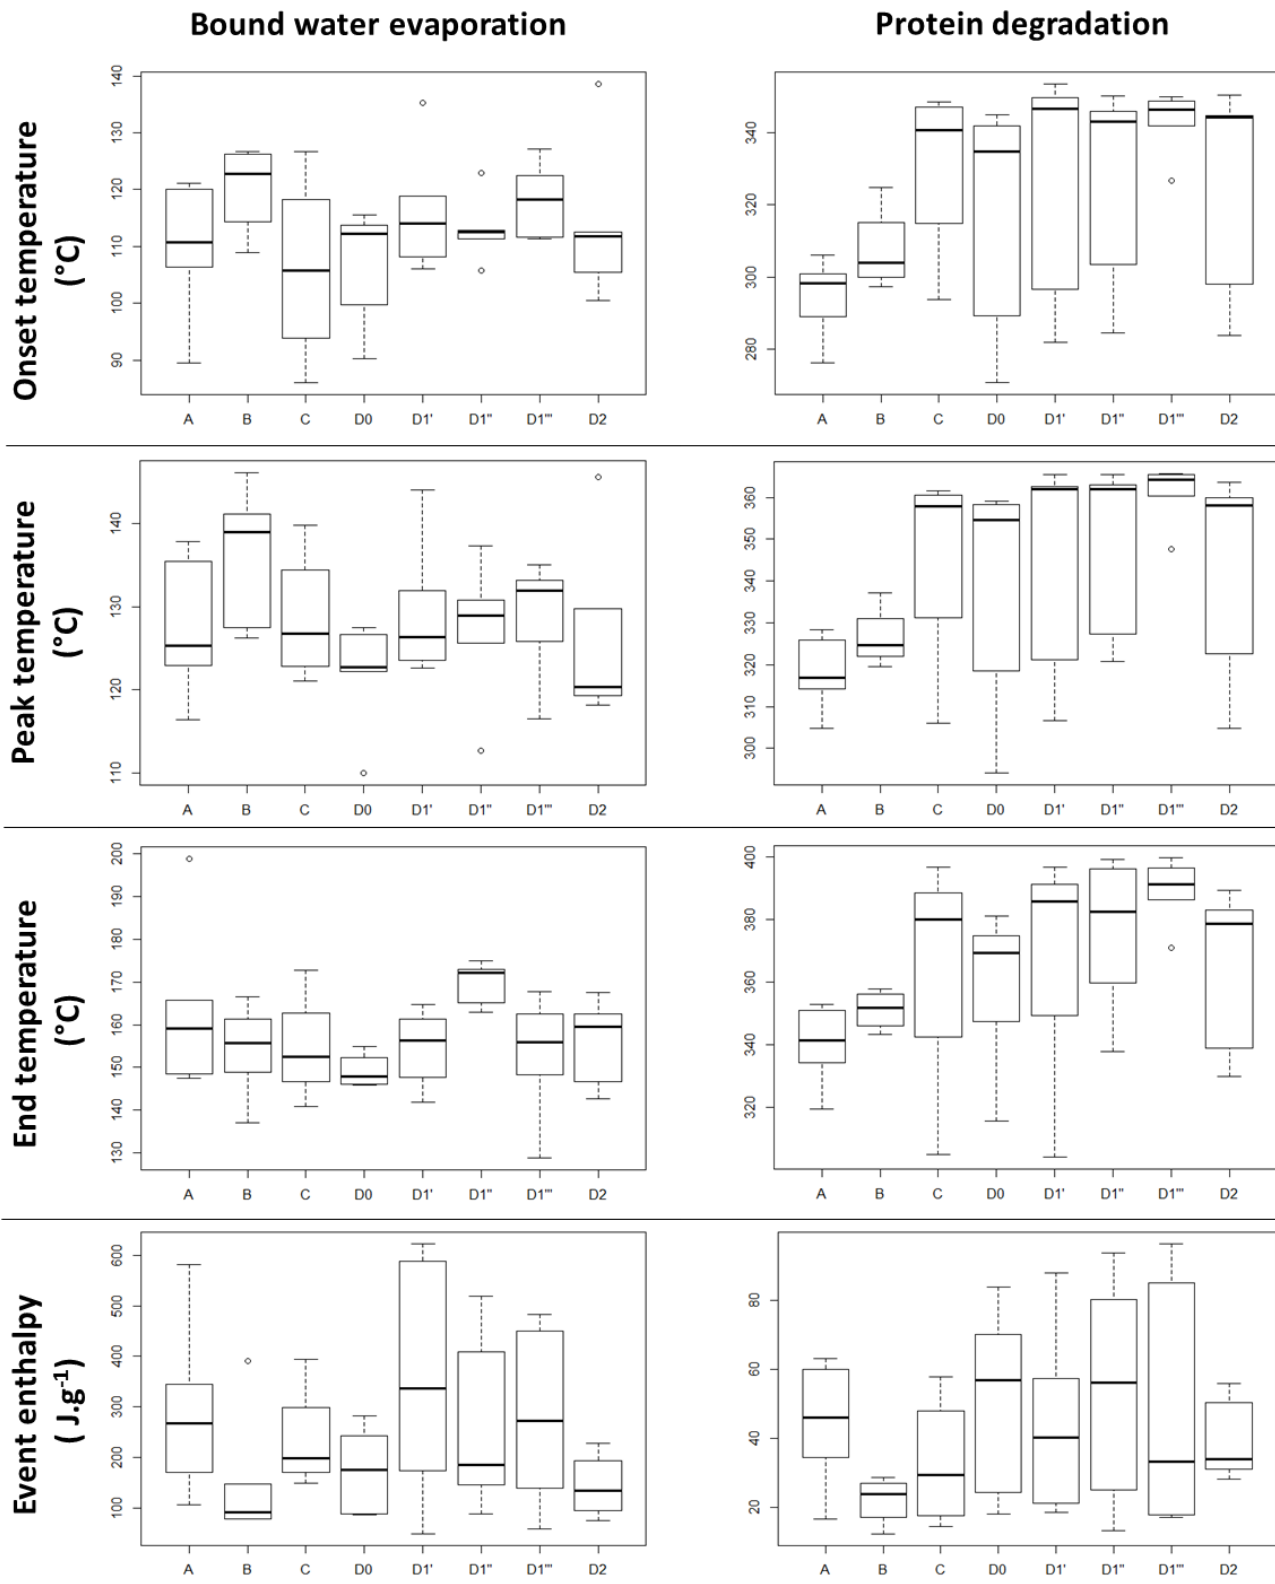 Bound water evaporation
Protein degradation
Onset temperature
(°C)
90 100 110 120 130 140
A B C D0 D1' D1'' D1''' D2
280 300 320 340
A B C D0 D1' D1'' D1''' D2
Peak temperature
(°C)
110 120 130 140
A B C D0 D1' D1'' D1''' D2
300 310 320 330 340 350 360
A B C D0 D1' D1'' D1''' D2
End temperature
(°C)
130 140 150 160 170 180 190 200
A B C D0 D1' D1'' D1''' D2
320 340 360 380 400
A B C D0 D1' D1'' D1''' D2
Event enthalpy
( J.g⁻¹)
100 200 300 400 500 600
A B C D0 D1' D1'' D1''' D2
20 40 60 80
A B C D0 D1' D1'' D1''' D2